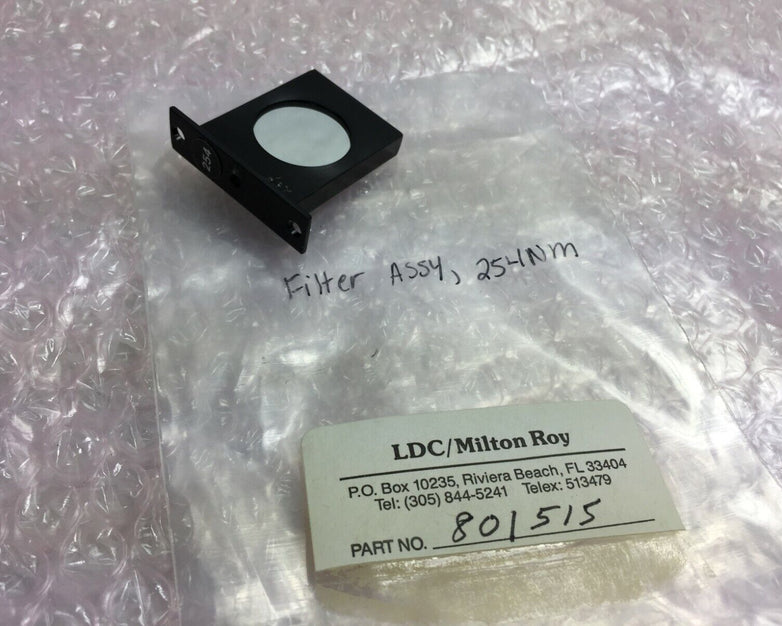 254
Filter Assy, 254NM
LDC/Milton Roy
P.O. Box 10235, Riviera Beach, FL 33404
Tel: (305) 844-5241 Telex: 513479
PART NO. 801515